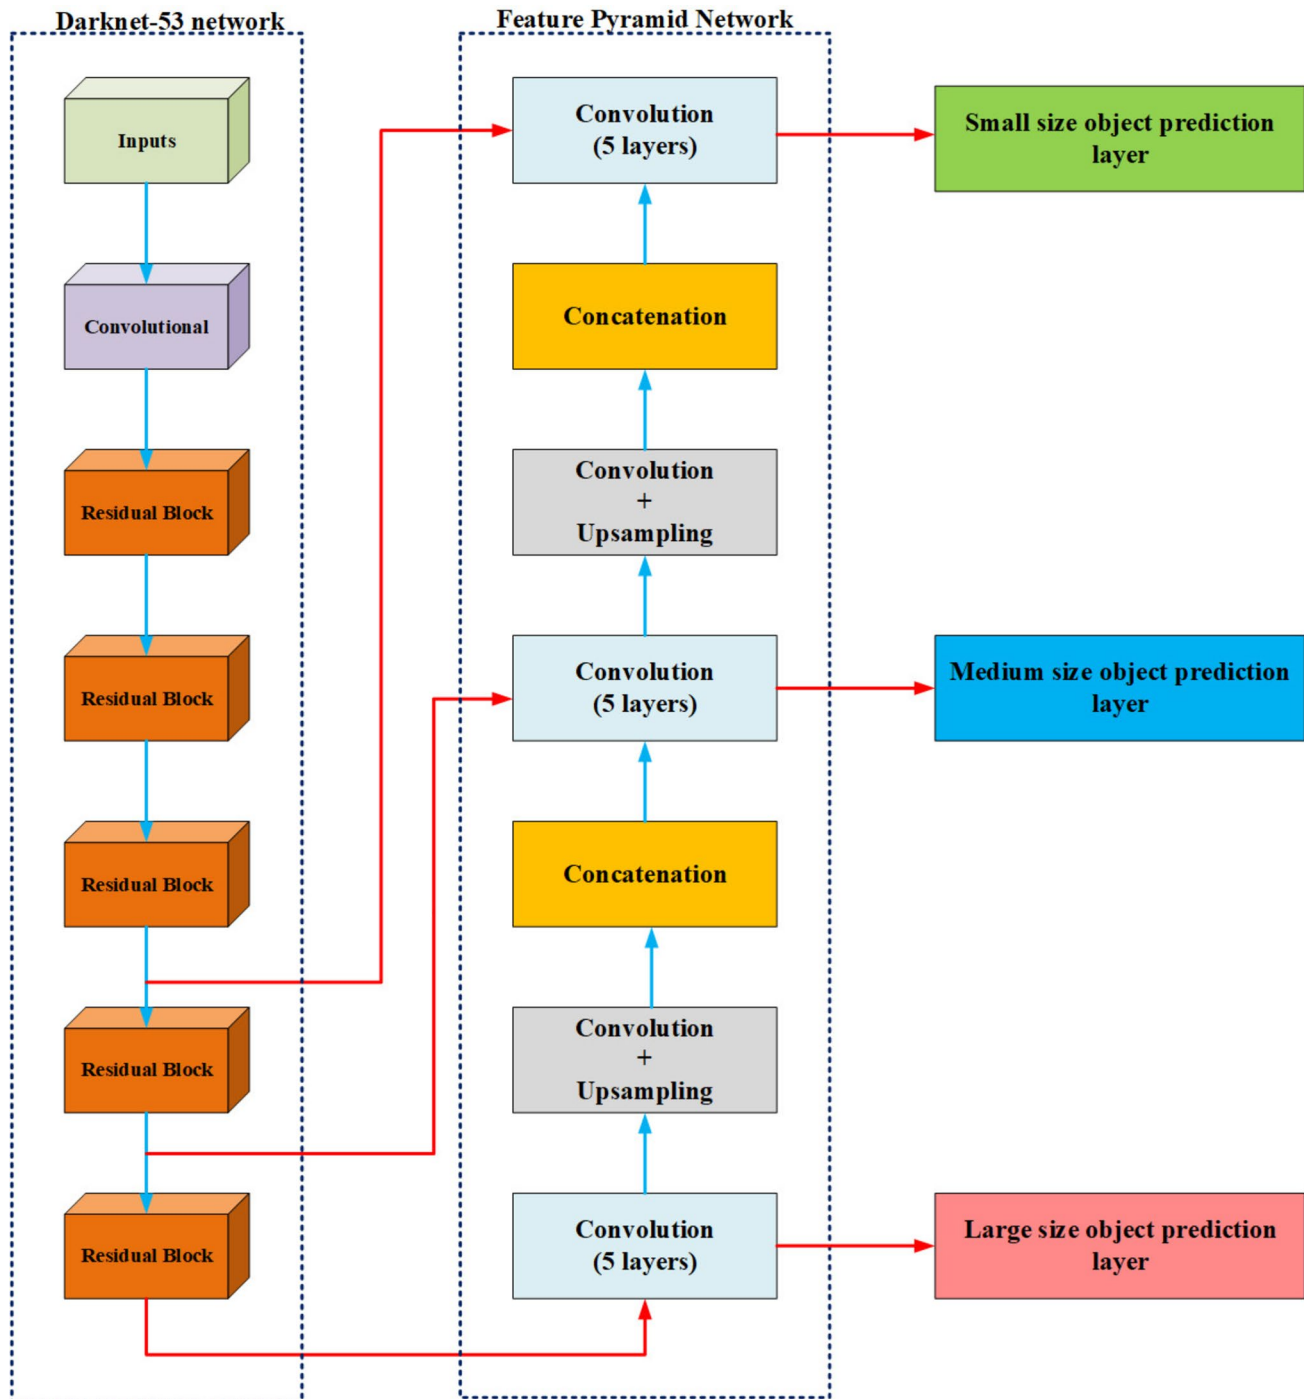 Darknet-53 network
Inputs
Convolutional
Residual Block
Residual Block
Residual Block
Residual Block
Residual Block
Feature Pyramid Network
Convolution
(5 layers)
Concatenation
Convolution
+
Upsampling
Convolution
(5 layers)
Concatenation
Convolution
+
Upsampling
Convolution
(5 layers)
Small size object prediction
layer
Medium size object prediction
layer
Large size object prediction
layer